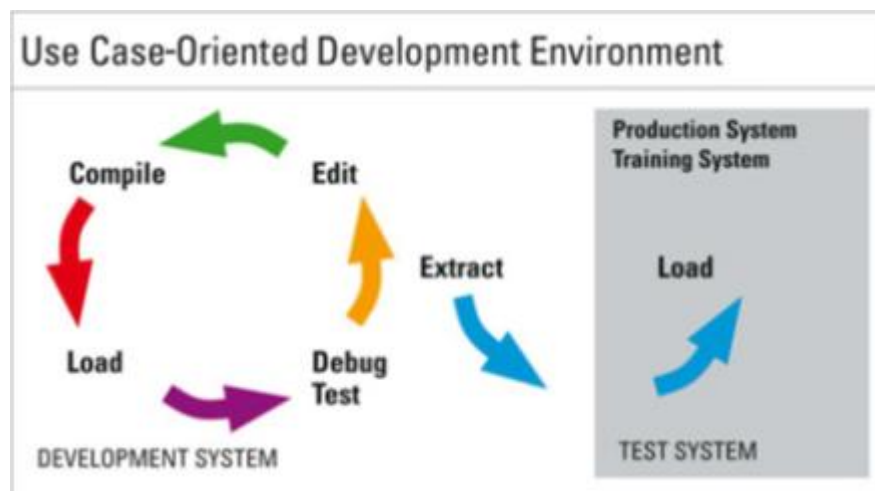 Use Case-Oriented Development Environment
Compile
Edit
Load
Debug
Test
DEVELOPMENT SYSTEM
Extract
Production System
Training System
Load
TEST SYSTEM